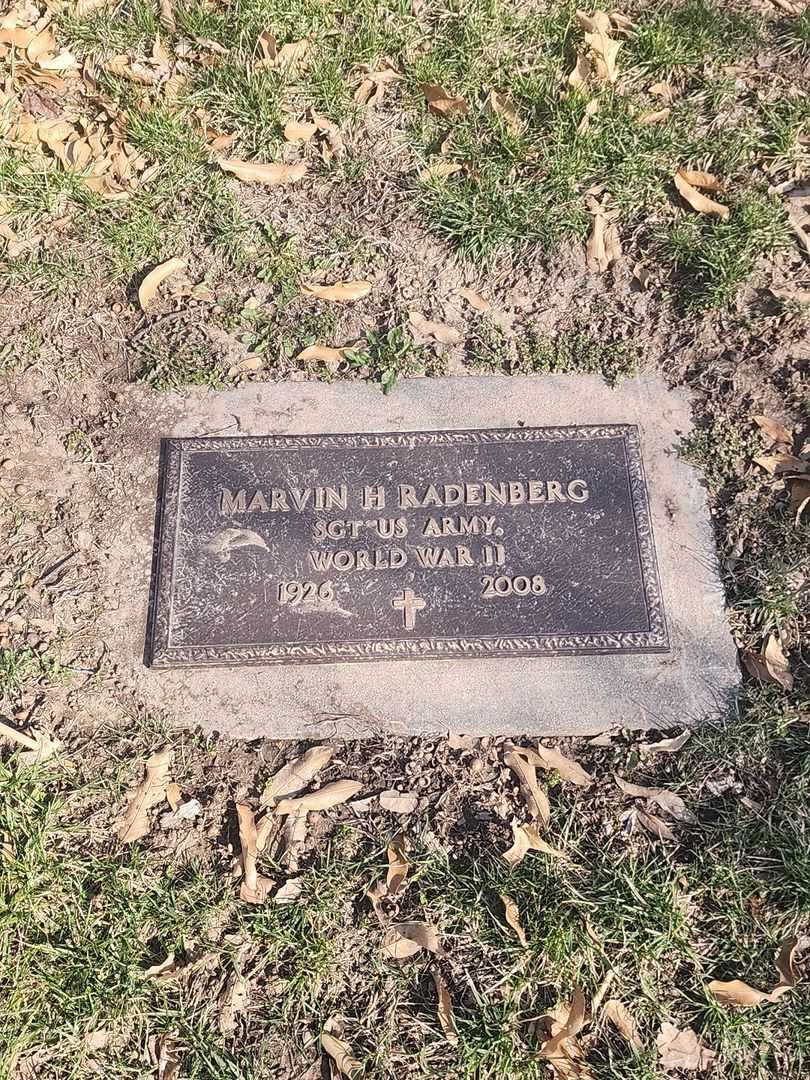 MARVIN H RADENBERG
SGT US ARMY
WORLD WAR II
1926 2008